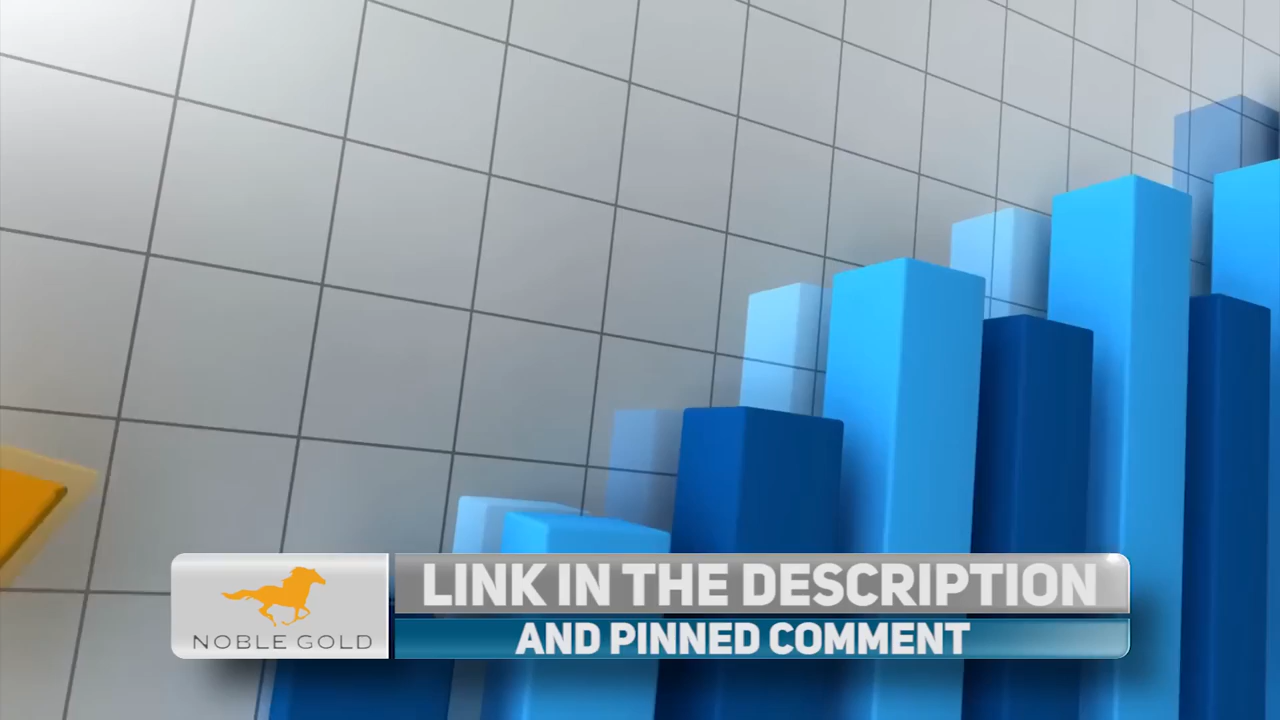 LINK IN THE DESCRIPTION
NOBLE GOLD
AND PINNED COMMENT